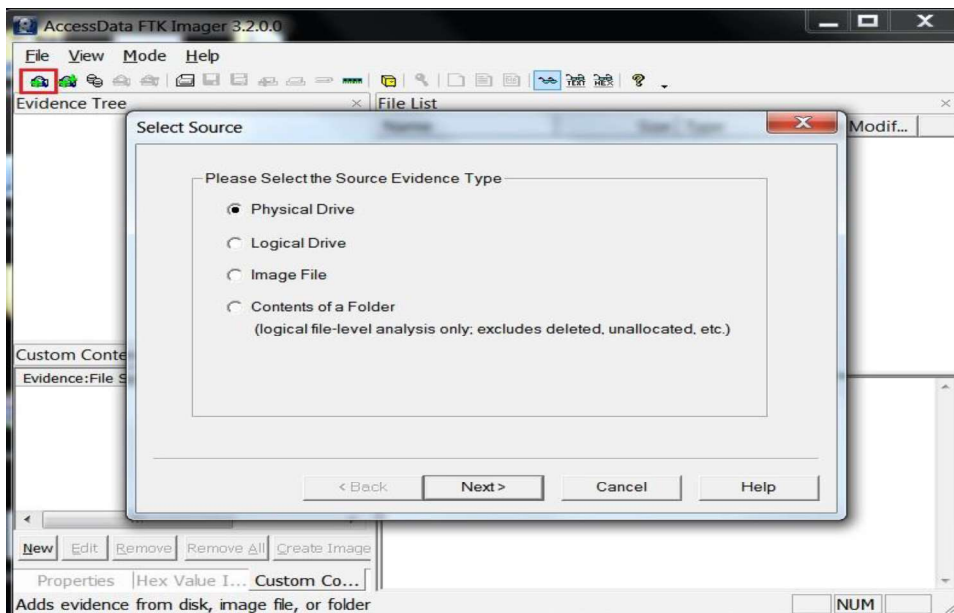 AccessData FTK Imager 3.2.0.0
File View Mode Help
Evidence Tree
File List
Select Source
Modif...
Please Select the Source Evidence Type
Physical Drive
Logical Drive
Image File
Contents of a Folder
(logical file-level analysis only; excludes deleted, unallocated, etc.)
Custom Conte
Evidence:File S
< Back Next > Cancel Help
New Edit Remove Remove All Create Image
Properties Hex Value I... Custom Co...
Adds evidence from disk, image file, or folder
NUM